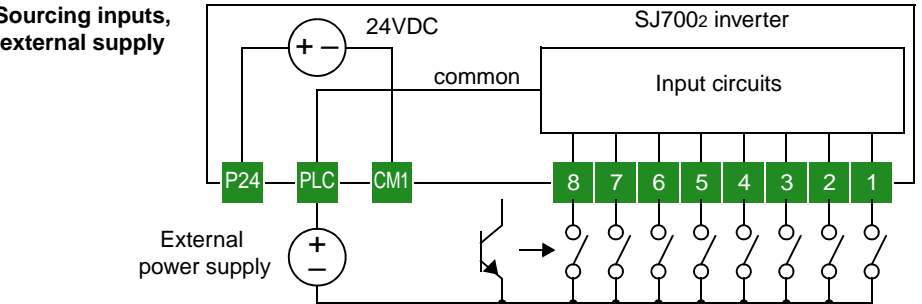 Sourcing inputs,
external supply
24VDC
SJ7002 inverter
+ –
common
Input circuits
P24 PLC CM1 8 7 6 5 4 3 2 1
External
power supply
+
–